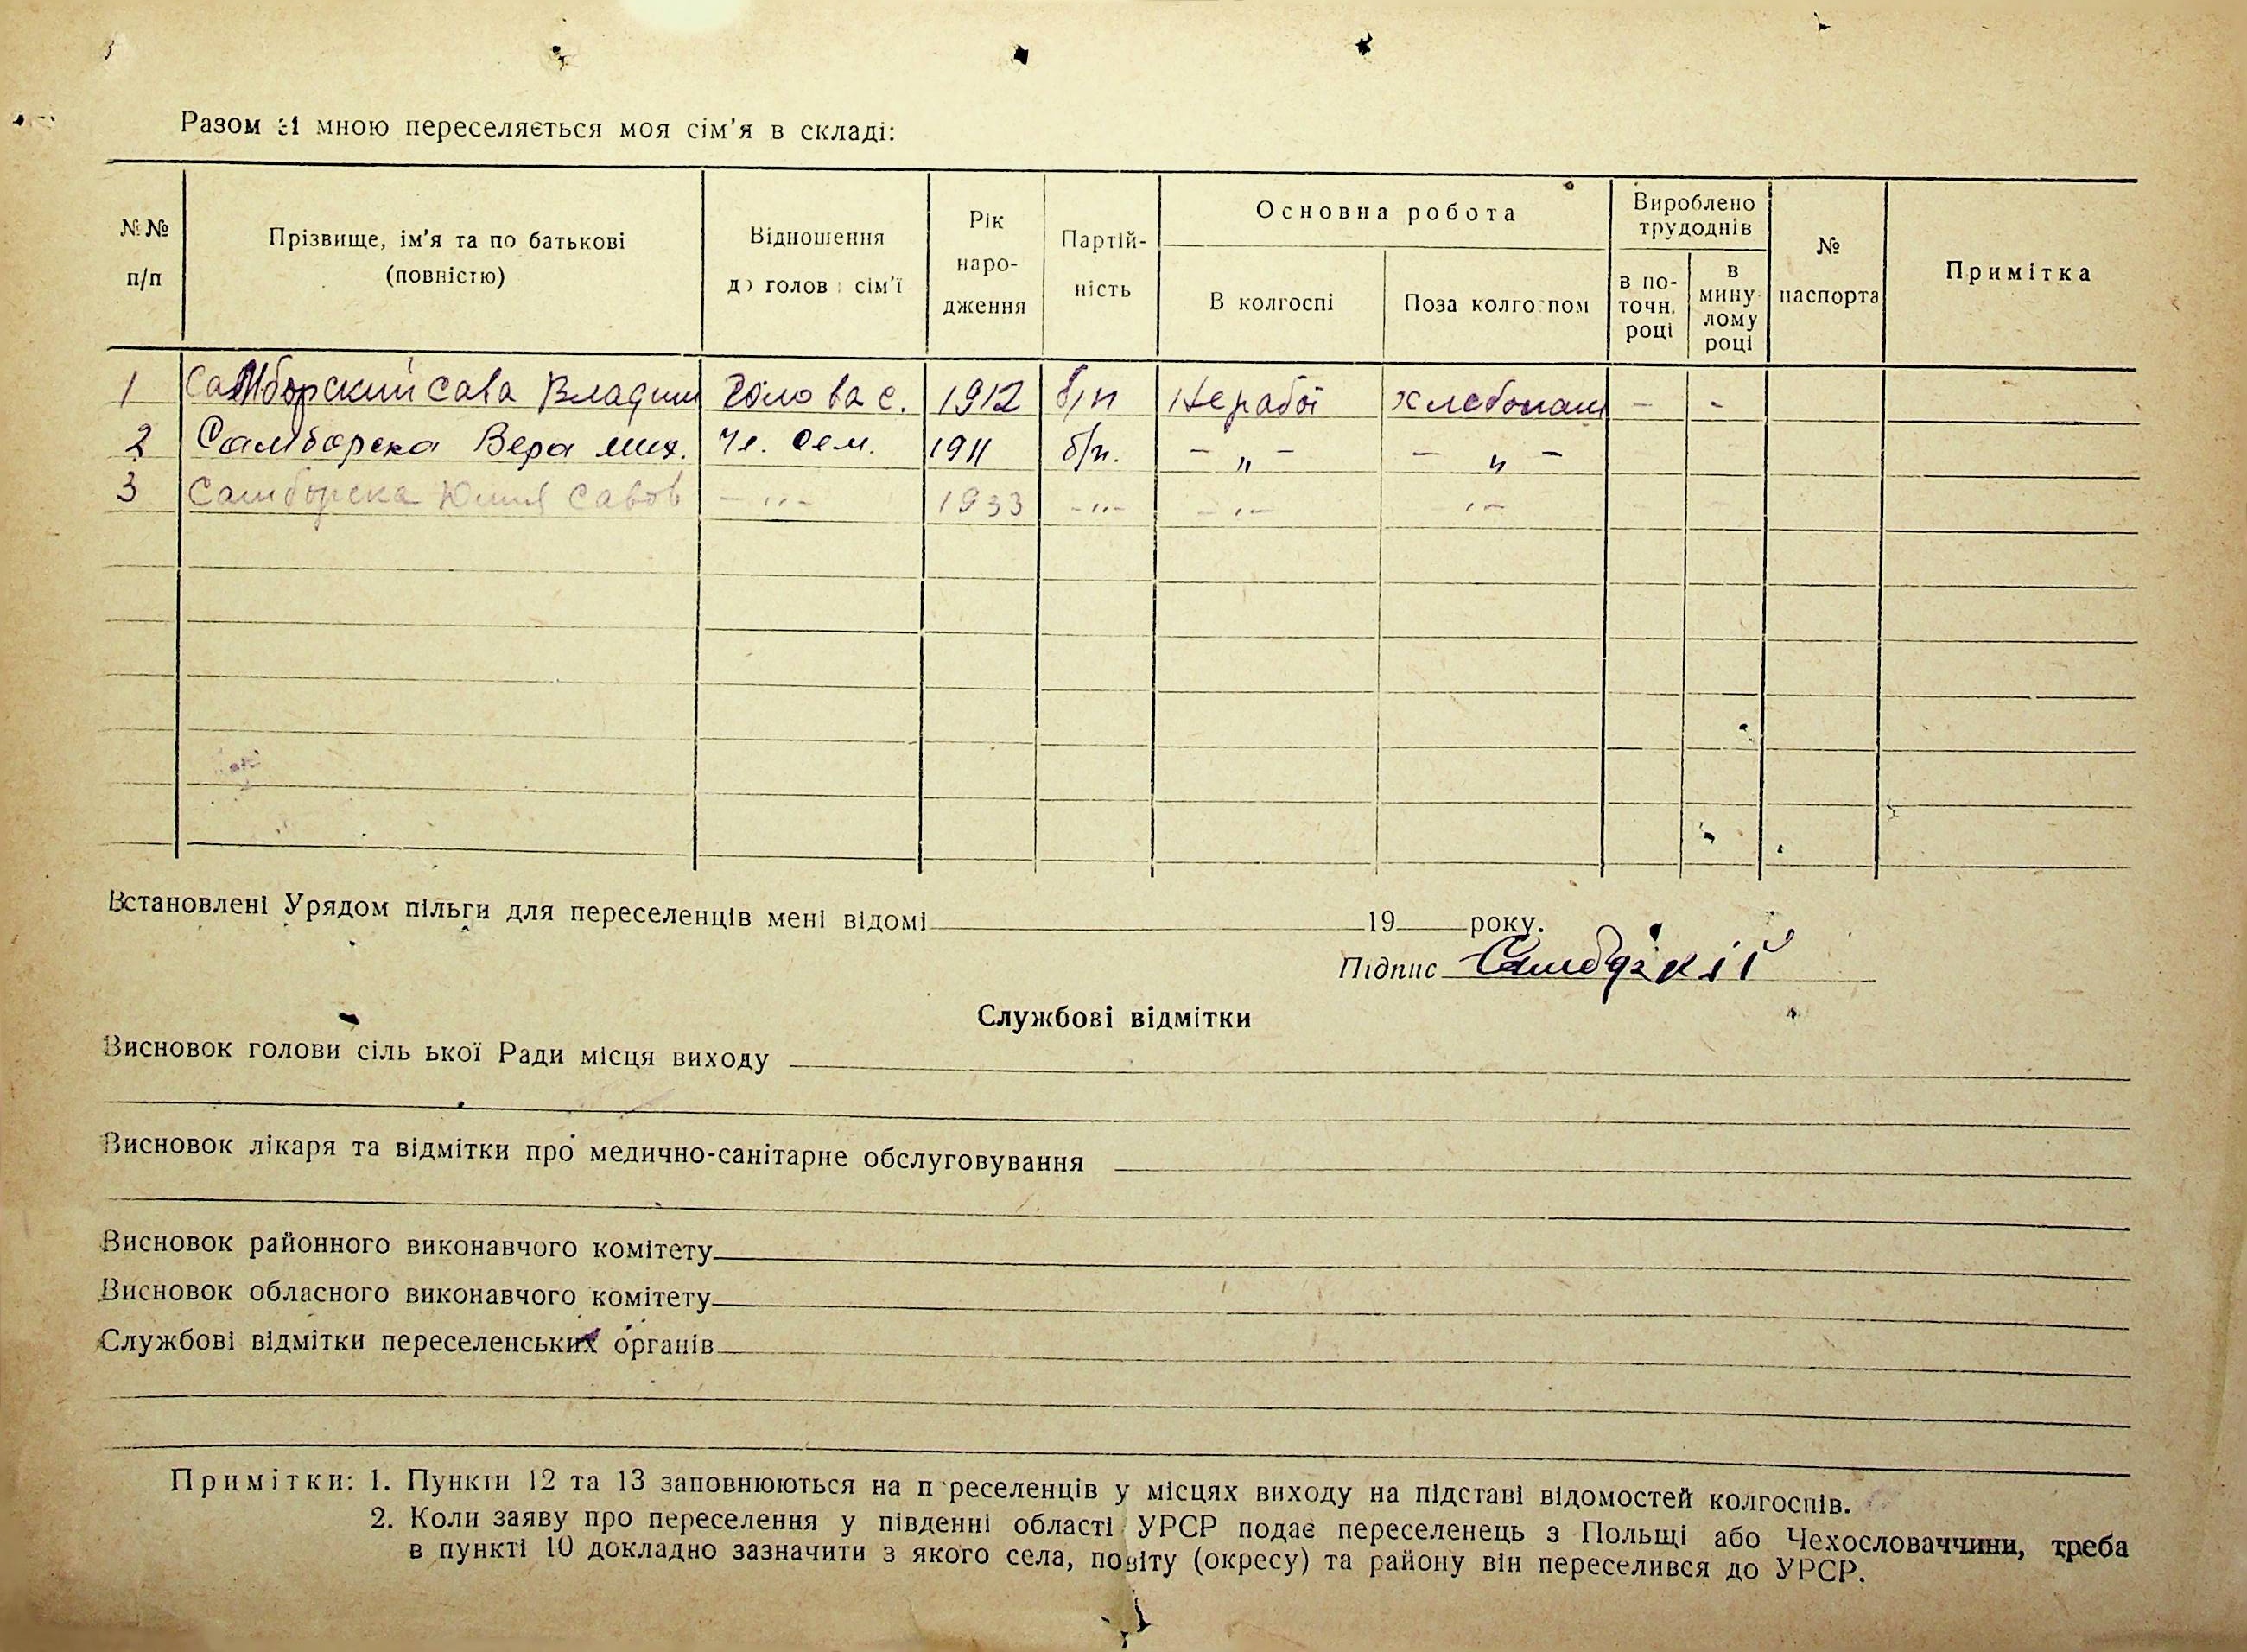 Разом зі мною переселяється моя сім'я в складі:
№№ п/п
Прізвище, ім'я та по батькові (повністю)
Відношення до голови сім'ї
Рік народження
Партійність
Основна робота
В колгоспі
Поза колгоспом
Вироблено трудоднів
в поточн. році
в минулому році
№ паспорта
Примітка
1 Самборский Сава Владим Голова с. 1912 б/п Не рабоі хлебопаш - -
2 Самборска Вера мих. Чл. сем. 1911 б/п. - " - - " -
3 Самборска Юлия Савов - " - 1933 - " - - " - " -
Встановлені Урядом пільги для переселенців мені відомі 19 року.
Підпис
Службові відмітки
Висновок голови сільської Ради місця виходу
Висновок лікаря та відмітки про медично-санітарне обслуговування
Висновок районного виконавчого комітету
Висновок обласного виконавчого комітету
Службові відмітки переселенських органів
Примітки: 1. Пункти 12 та 13 заповнюються на переселенців у місцях виходу на підставі відомостей колгоспів.
2. Коли заяву про переселення у південні області УРСР подає переселенець з Польщі або Чехословаччини, треба
в пункті 10 докладно зазначити з якого села, повіту (окресу) та району він переселився до УРСР.